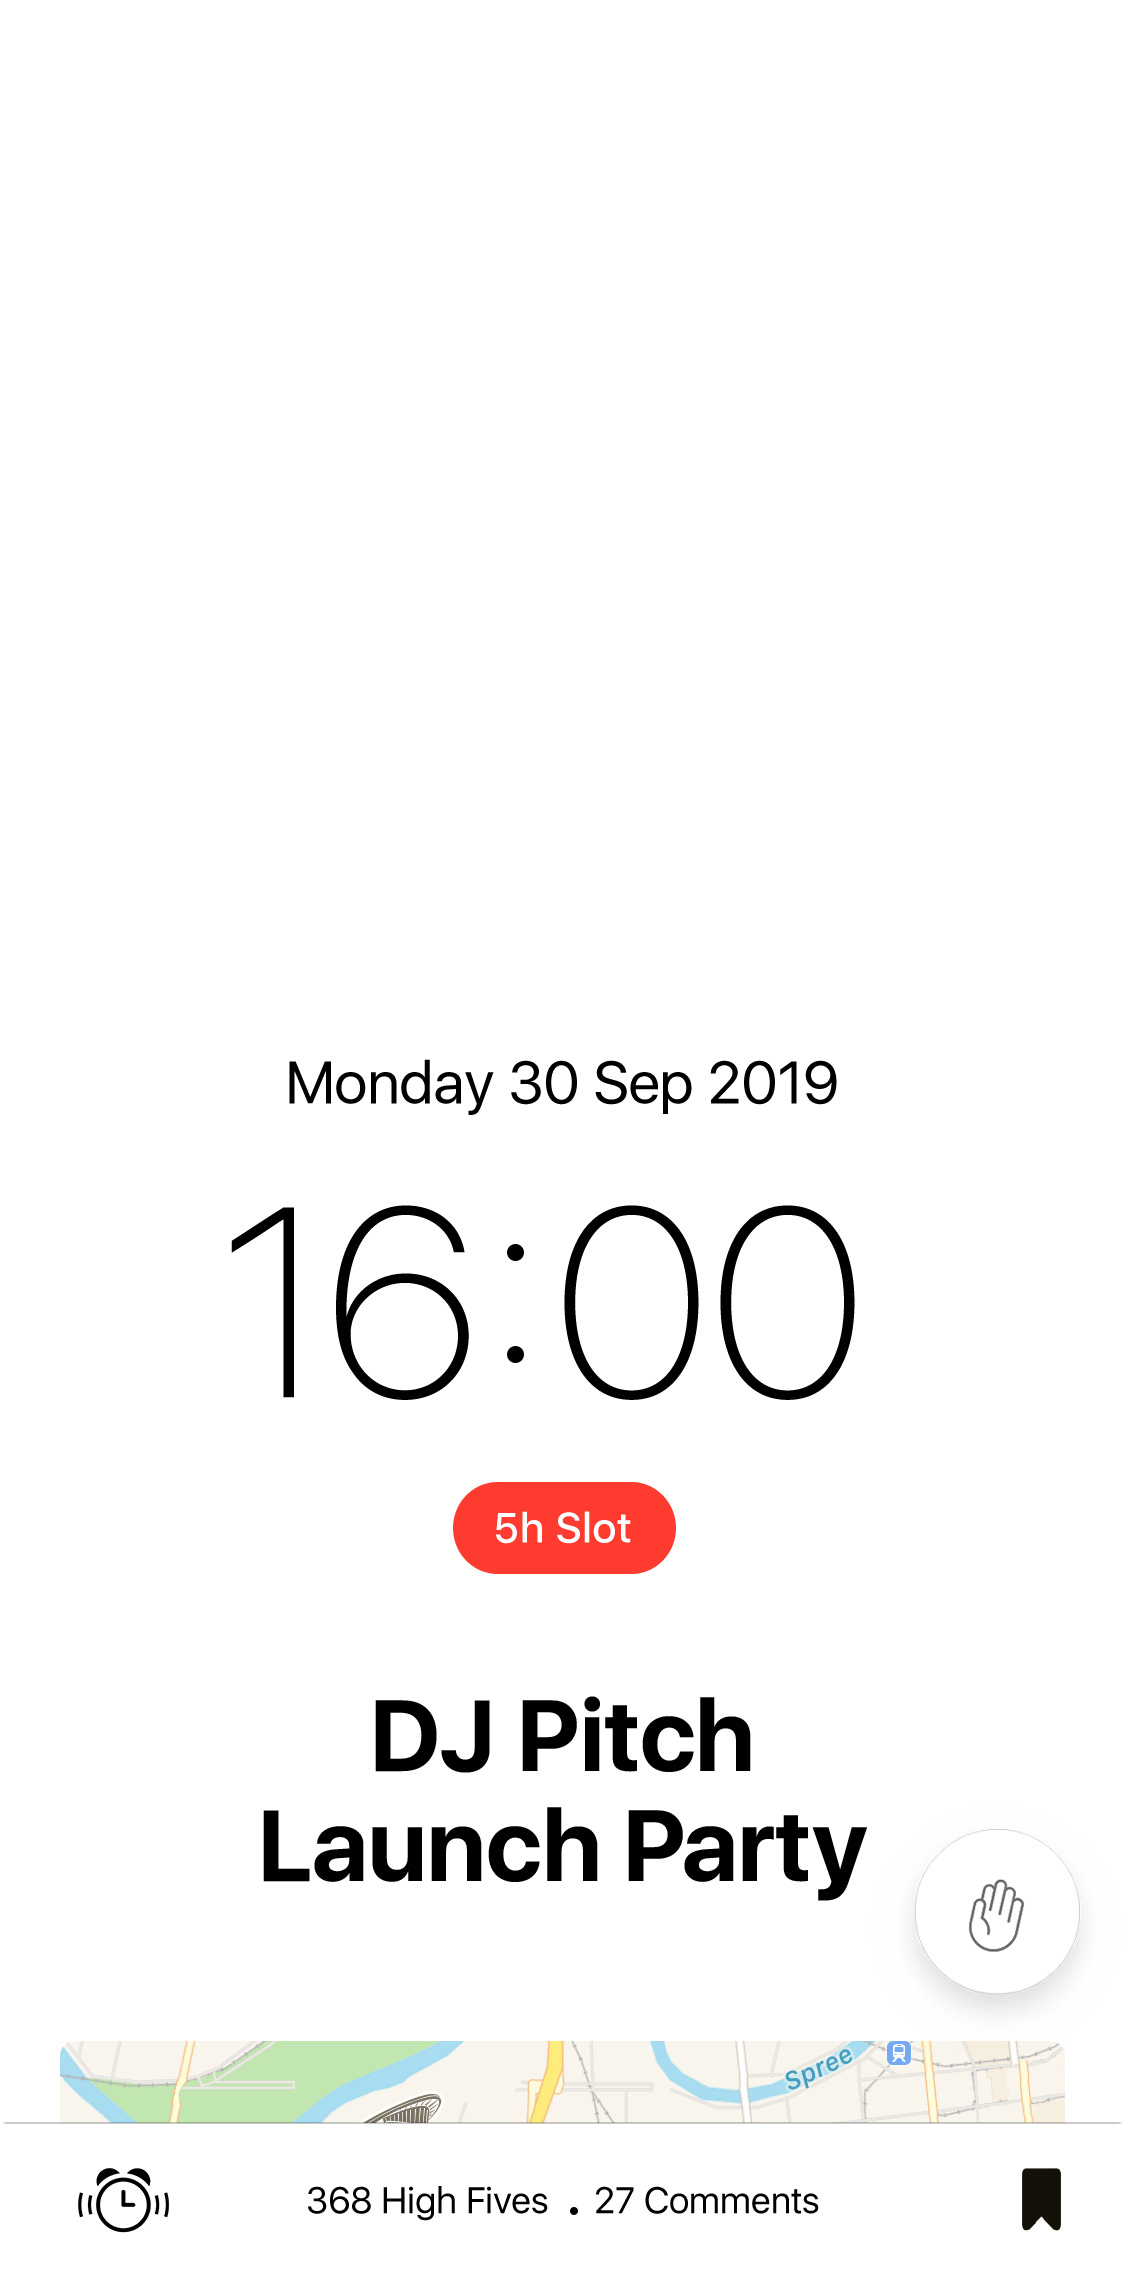 Monday 30 Sep 2019
16:00
5h Slot
DJ Pitch
Launch Party
Spree
368 High Fives . 27 Comments